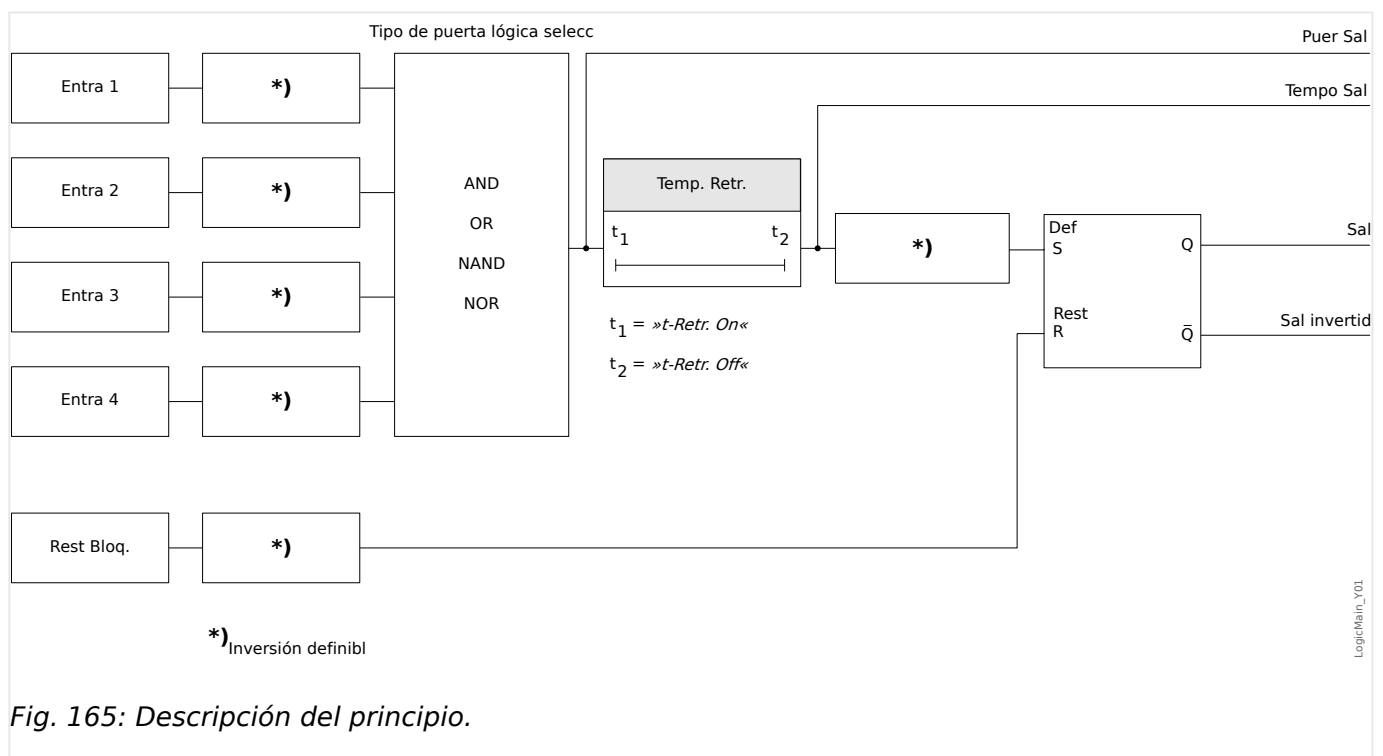 Tipo de puerta lógica selecc
Puer Sal
Tempo Sal
Entra 1
*)
Entra 2
*)
Entra 3
*)
Entra 4
*)
AND
OR
NAND
NOR
Temp. Retr.
t1
t2
t1 = »t-Retr. On«
t2 = »t-Retr. Off«
*)
Def
S
Q
Rest
R
Q̅
Sal
Sal invertid
Rest Bloq.
*)
*) Inversión definibl
LogicMain_Y01
Fig. 165: Descripción del principio.